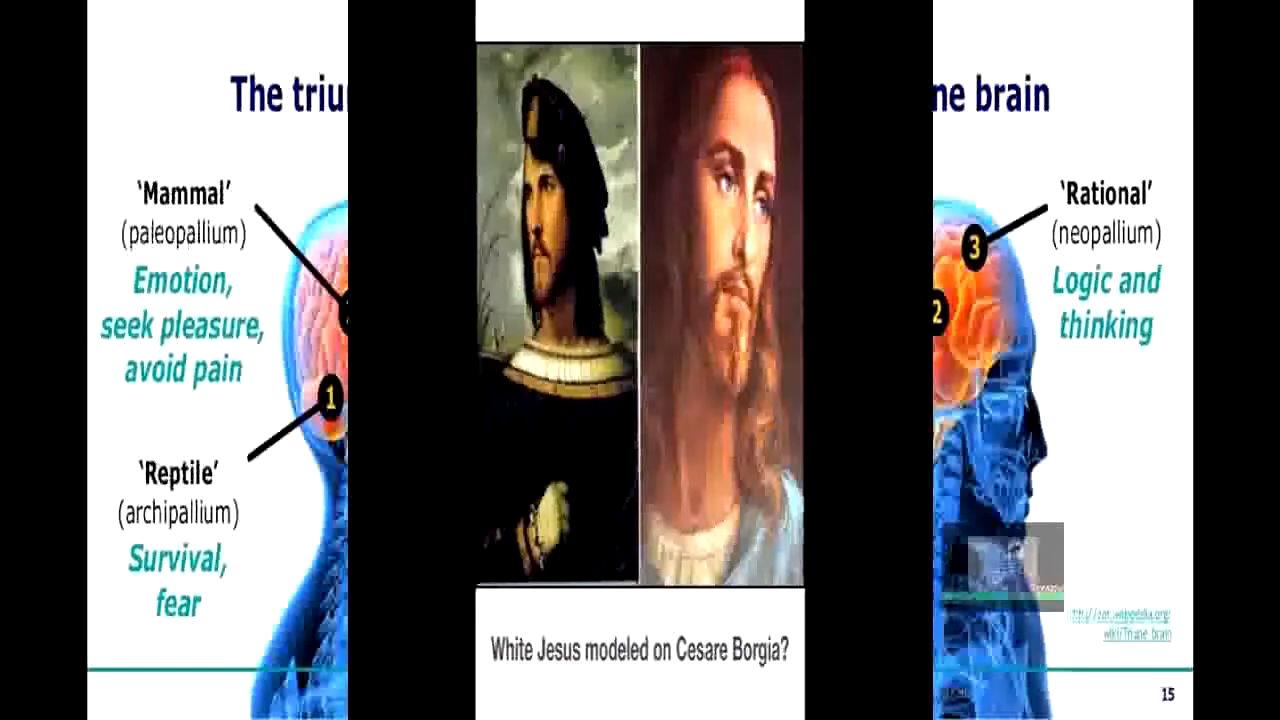 The triu
ne brain
'Mammal'
(paleopallium)
Emotion,
seek pleasure,
avoid pain
1
'Reptile'
(archipallium)
Survival,
fear
3
2
'Rational'
(neopallium)
Logic and
thinking
White Jesus modeled on Cesare Borgia?
15